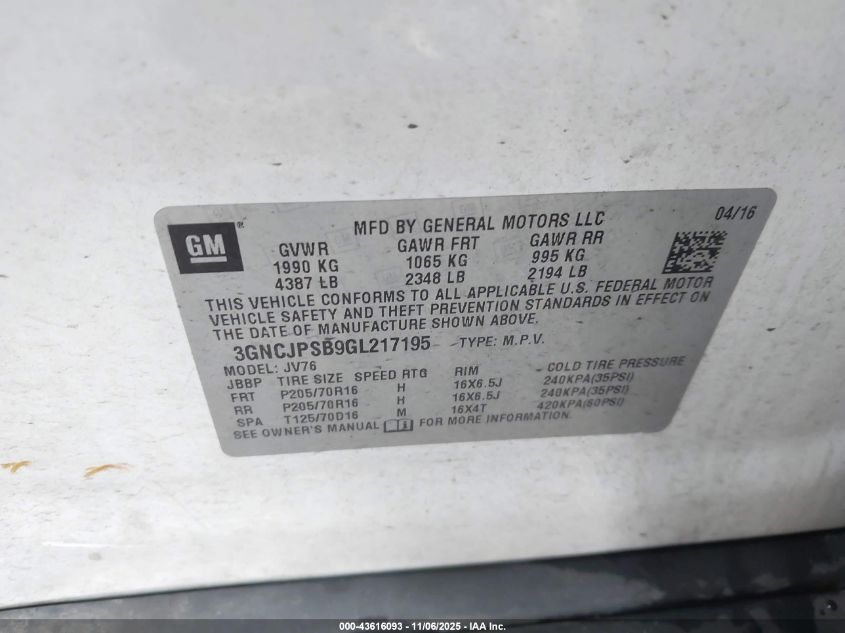 GM ®
MFD BY GENERAL MOTORS LLC 04/16
GVWR GAWR FRT GAWR RR
1990 KG 1065 KG 995 KG
4387 LB 2348 LB 2194 LB
THIS VEHICLE CONFORMS TO ALL APPLICABLE U.S. FEDERAL MOTOR
VEHICLE SAFETY AND THEFT PREVENTION STANDARDS IN EFFECT ON
THE DATE OF MANUFACTURE SHOWN ABOVE.
3GNCJPSB9GL217195 TYPE: M.P.V.
MODEL: JV76
JBBP TIRE SIZE SPEED RTG RIM COLD TIRE PRESSURE
FRT P205/70R16 H 16X6.5J 240KPA(35PSI)
RR P205/70R16 H 16X6.5J 240KPA(35PSI)
SPA T125/70D16 M 16X4T 420KPA(60PSI)
SEE OWNER'S MANUAL FOR MORE INFORMATION.
000-43616093 - 11/06/2025 - IAA Inc.